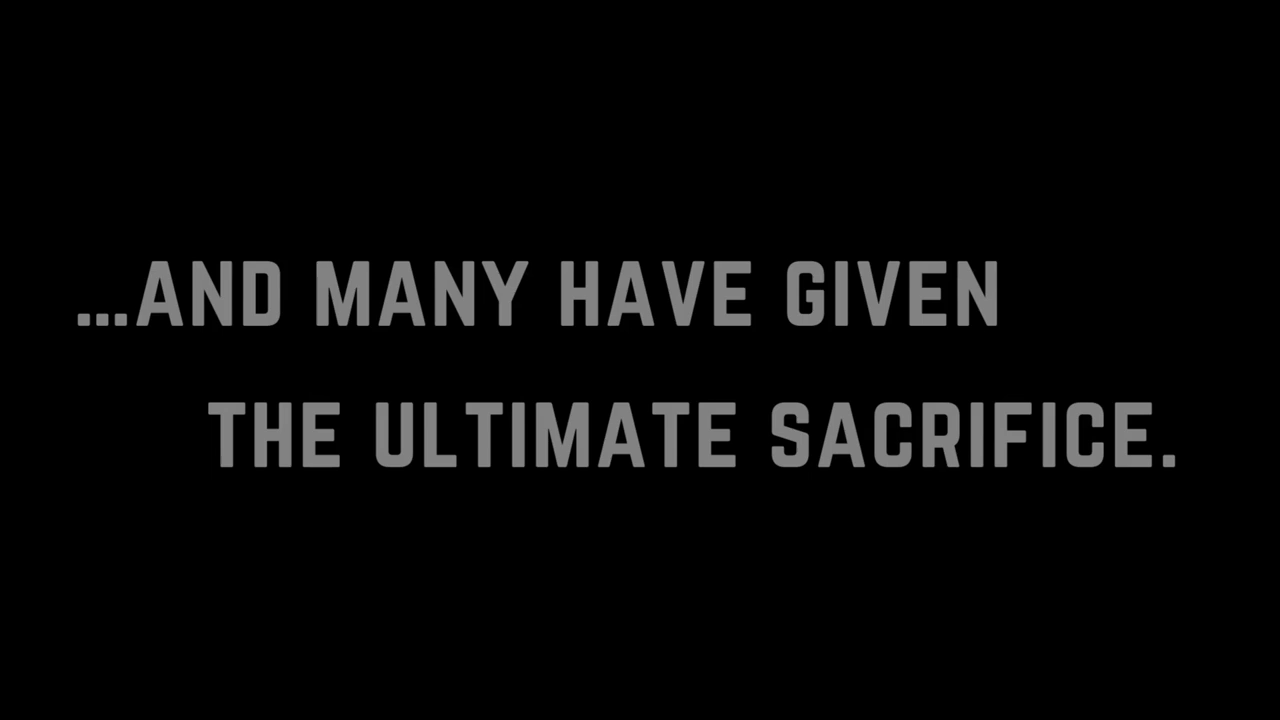 ...AND MANY HAVE GIVEN
THE ULTIMATE SACRIFICE.